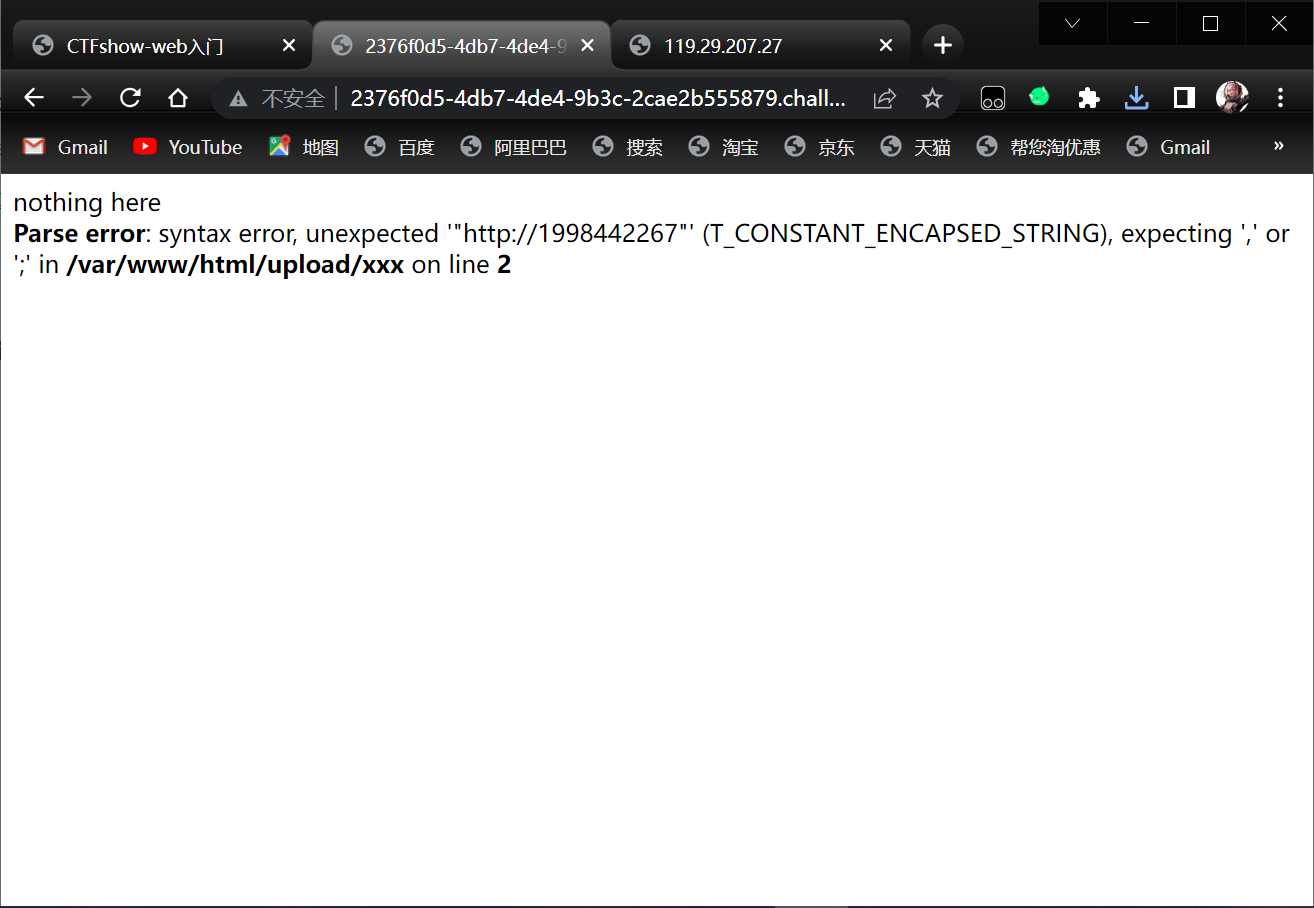 CTFshow-web入门
2376f0d5-4db7-4de4-9
119.29.207.27
不安全 2376f0d5-4db7-4de4-9b3c-2cae2b555879.chall...
Gmail YouTube 地图 百度 阿里巴巴 搜索 淘宝 京东 天猫 帮您淘优惠 Gmail »
nothing here
Parse error: syntax error, unexpected '"http://1998442267"' (T_CONSTANT_ENCAPSED_STRING), expecting ',' or
';' in /var/www/html/upload/xxx on line 2